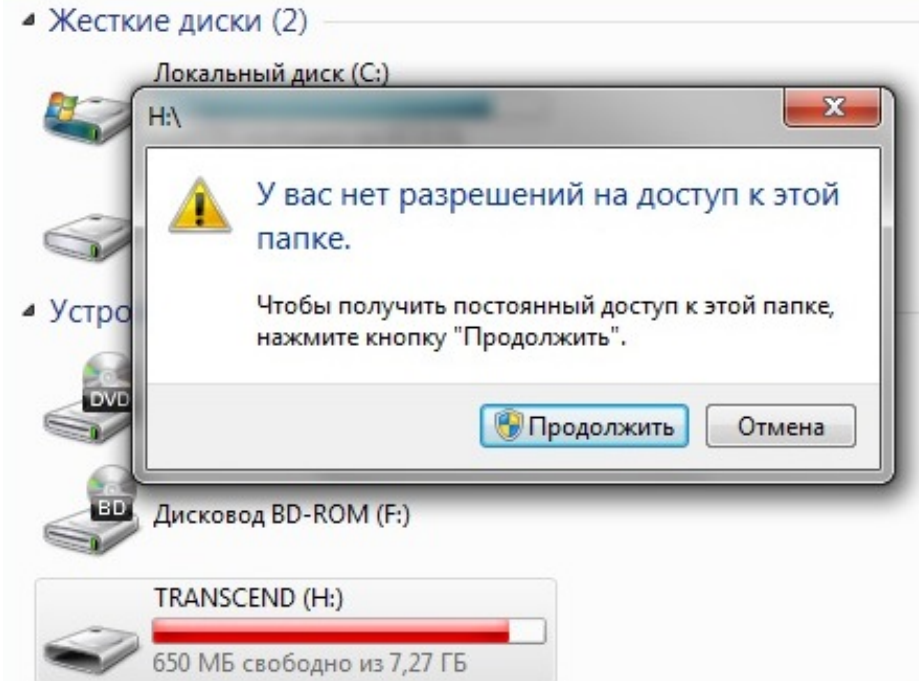 Жесткие диски (2)
Локальный диск (C:)
H:\
У вас нет разрешений на доступ к этой
папке.
Чтобы получить постоянный доступ к этой папке,
нажмите кнопку "Продолжить".
Устро
DVD
Продолжить
Отмена
BD
Дисковод BD-ROM (F:)
TRANSCEND (H:)
650 МБ свободно из 7,27 ГБ